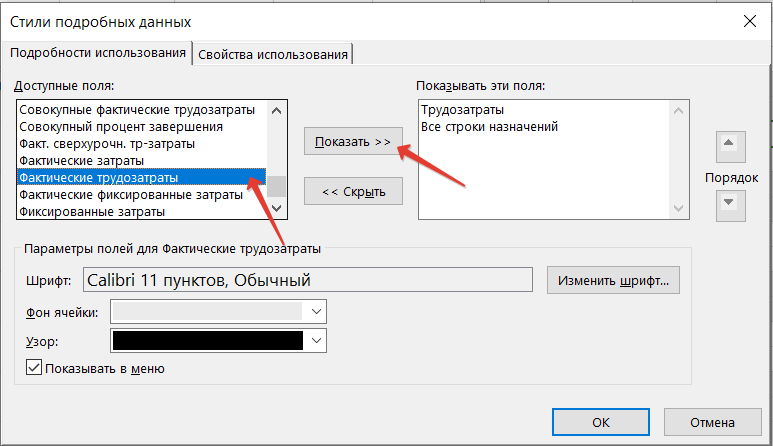 Стили подробных данных
Подробности использования
Свойства использования
Доступные поля:
Показывать эти поля:
Совокупные фактические трудозатраты
Совокупный процент завершения
Факт. сверхурочн. тр-затраты
Фактические затраты
Фактические трудозатраты
Фактические фиксированные затраты
Фиксированные затраты
Показать >>
<< Скрыть
Трудозатраты
Все строки назначений
Порядок
Параметры полей для Фактические трудозатраты
Шрифт:
Calibri 11 пунктов, Обычный
Изменить шрифт...
Фон ячейки:
Узор:
Показывать в меню
ОК
Отмена